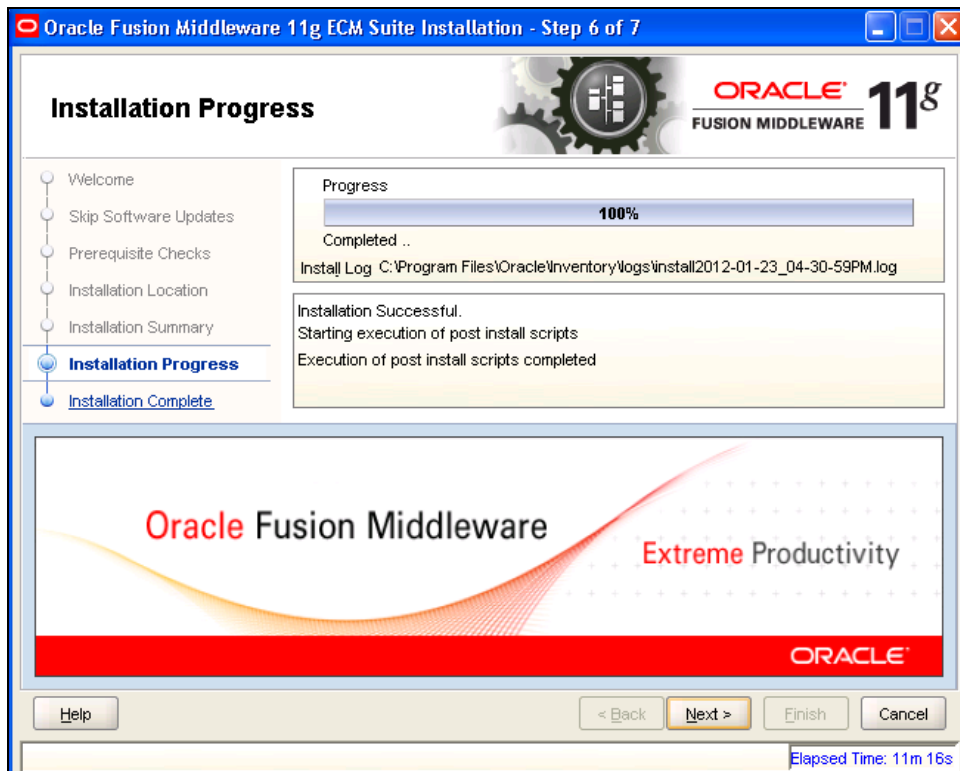 Oracle Fusion Middleware 11g ECM Suite Installation - Step 6 of 7
Installation Progress
ORACLE
FUSION MIDDLEWARE
11g
Welcome
Skip Software Updates
Prerequisite Checks
Installation Location
Installation Summary
Installation Progress
Installation Complete
Progress
100%
Completed ..
Install Log C:\Program Files\Oracle\Inventory\logs\install2012-01-23_04-30-59PM.log
Installation Successful.
Starting execution of post install scripts
Execution of post install scripts completed
Oracle Fusion Middleware
Extreme Productivity
ORACLE
Help
< Back
Next >
Finish
Cancel
Elapsed Time: 11m 16s